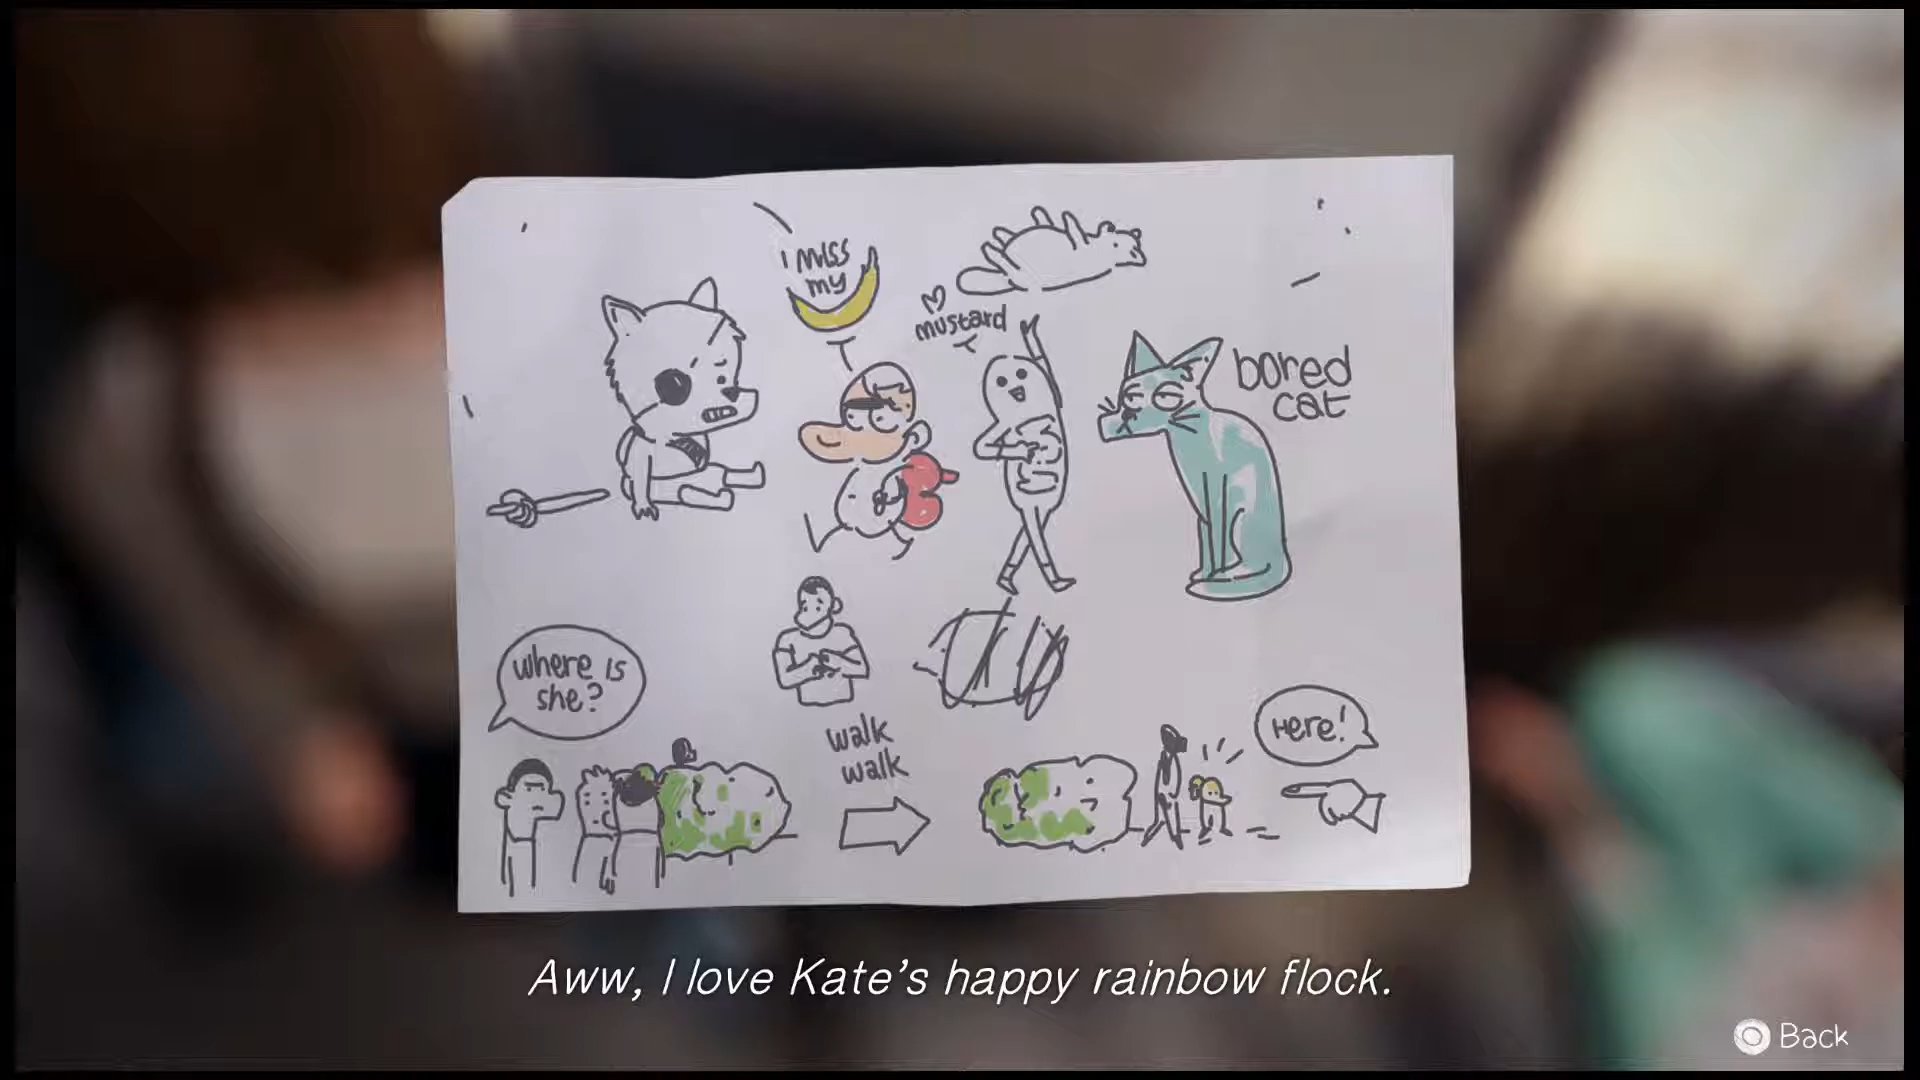 I MISS
MY
♡
mustard
bored
cat
where is
she?
walk
walk
Here!
Aww, I love Kate's happy rainbow flock.
Back